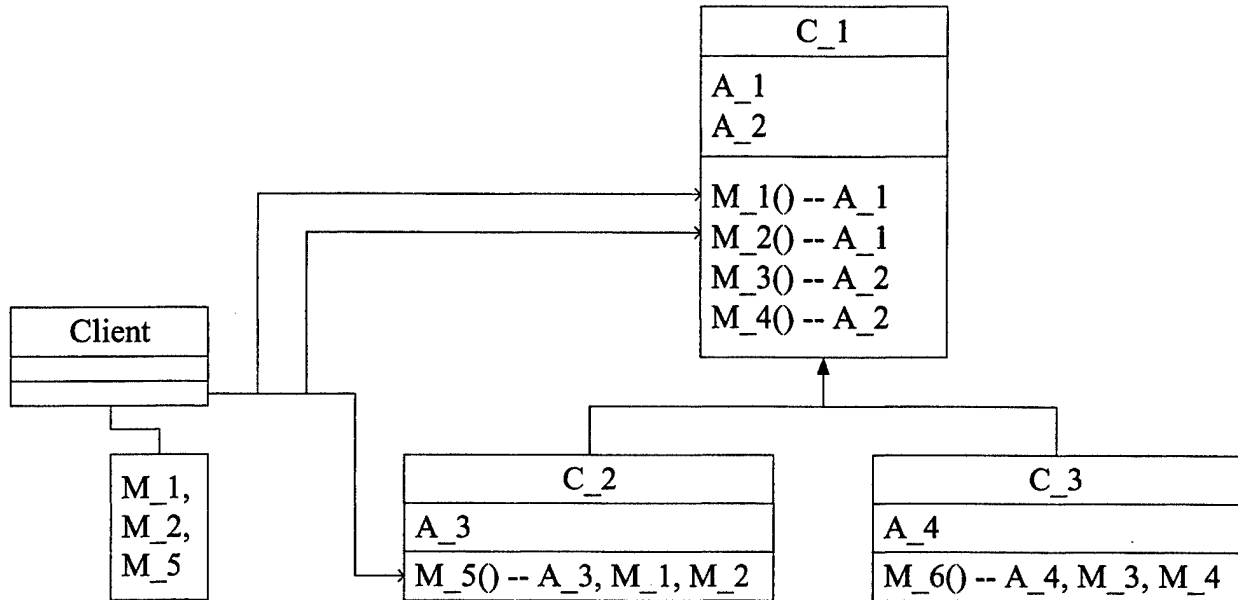 C_1
A_1
A_2
M_1() -- A_1
M_2() -- A_1
M_3() -- A_2
M_4() -- A_2
Client
M_1,
M_2,
M_5
C_2
A_3
M_5() -- A_3, M_1, M_2
C_3
A_4
M_6() -- A_4, M_3, M_4